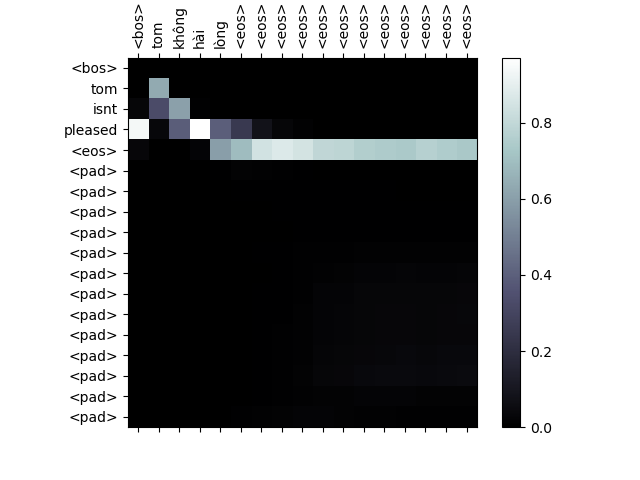 <bos> tom không hài lòng <eos> <eos> <eos> <eos> <eos> <eos> <eos> <eos> <eos> <eos> <eos> <eos>
<bos>
tom
isnt
pleased
<eos>
<pad>
<pad>
<pad>
<pad>
<pad>
<pad>
<pad>
<pad>
<pad>
<pad>
<pad>
<pad>
<pad>
0.8
0.6
0.4
0.2
0.0